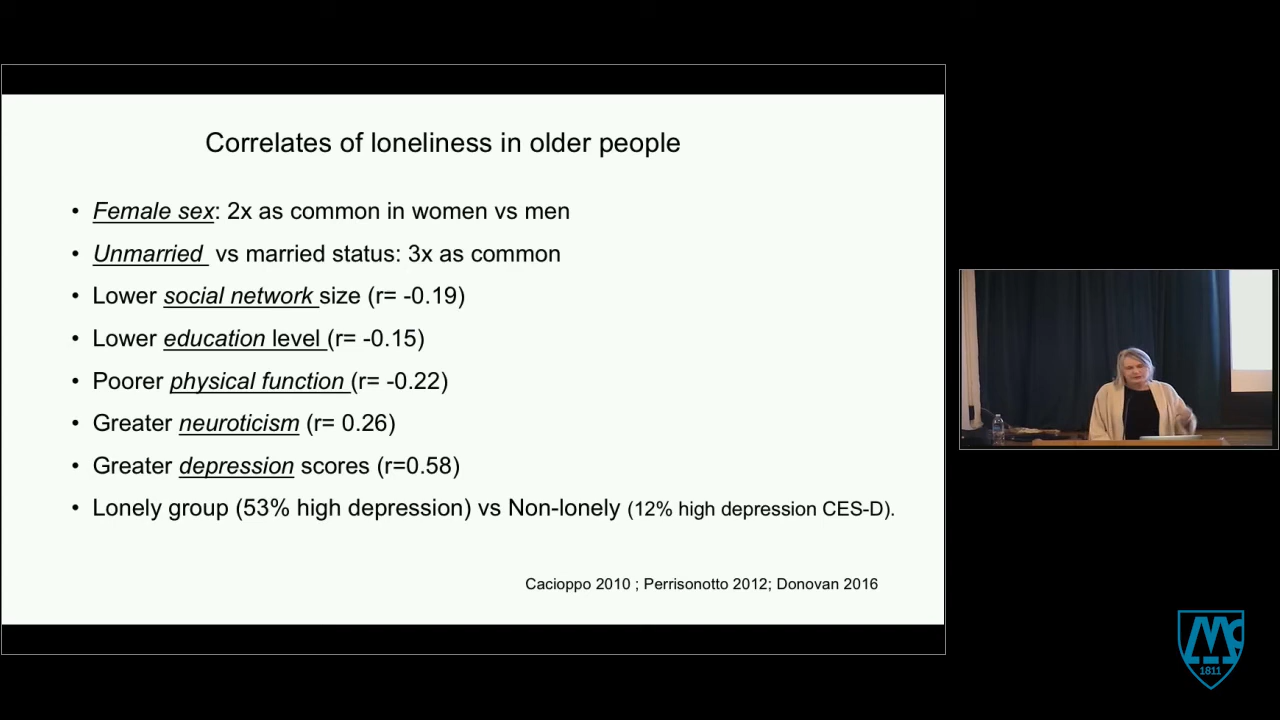 Correlates of loneliness in older people
• Female sex: 2x as common in women vs men
• Unmarried vs married status: 3x as common
• Lower social network size (r= -0.19)
• Lower education level (r= -0.15)
• Poorer physical function (r= -0.22)
• Greater neuroticism (r= 0.26)
• Greater depression scores (r=0.58)
• Lonely group (53% high depression) vs Non-lonely (12% high depression CES-D).
Cacioppo 2010 ; Perrisonotto 2012; Donovan 2016
Mc
1811